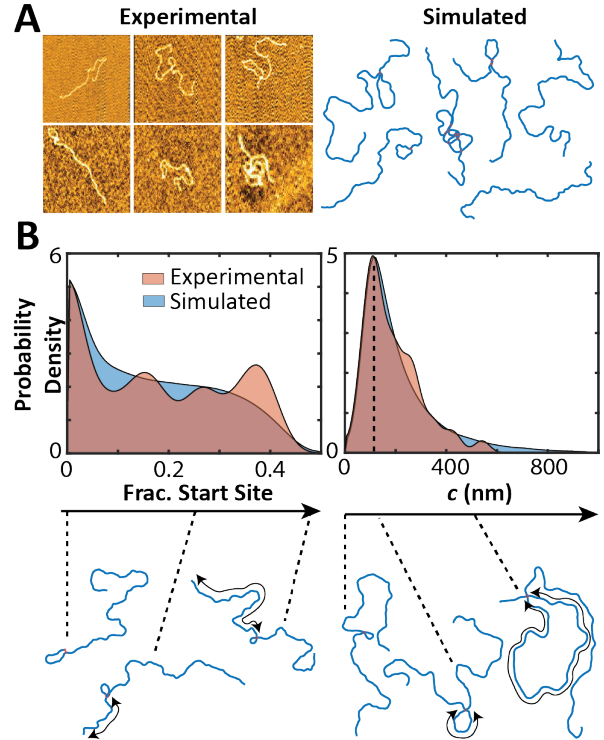 A
Experimental
Simulated
B
6
0
Probability
Density
Experimental
Simulated
0
0.2
0.4
Frac. Start Site
5
0
0
400
800
c (nm)